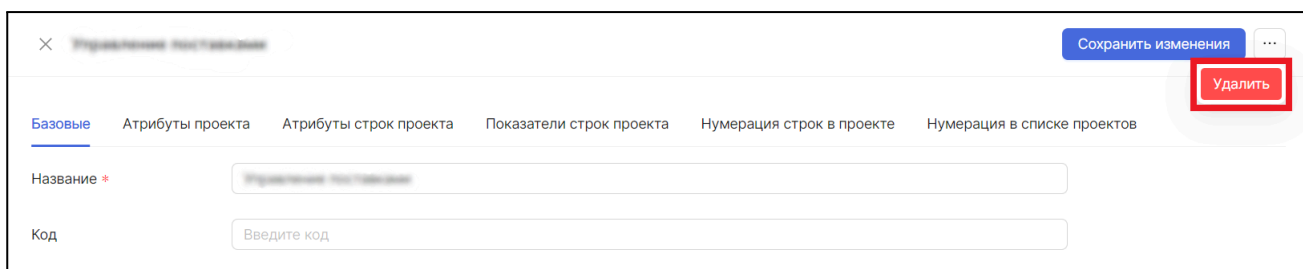 Сохранить изменения
Удалить
Базовые Атрибуты проекта Атрибуты строк проекта Показатели строк проекта Нумерация строк в проекте Нумерация в списке проектов
Название *
Код Введите код